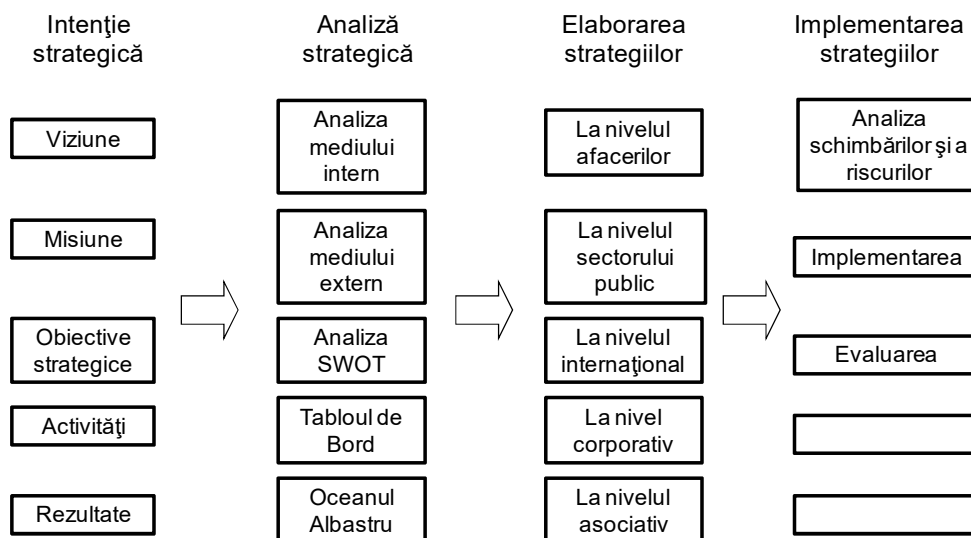 Intenţie
strategică
Analiză
strategică
Elaborarea
strategiilor
Implementarea
strategiilor
Viziune
Misiune
Obiective
strategice
Activităţi
Rezultate
Analiza
mediului
intern
Analiza
mediului
extern
Analiza
SWOT
Tabloul de
Bord
Oceanul
Albastru
La nivelul
afacerilor
La nivelul
sectorului
public
La nivelul
internaţional
La nivel
corporativ
La nivelul
asociativ
Analiza
schimbărilor şi a
riscurilor
Implementarea
Evaluarea